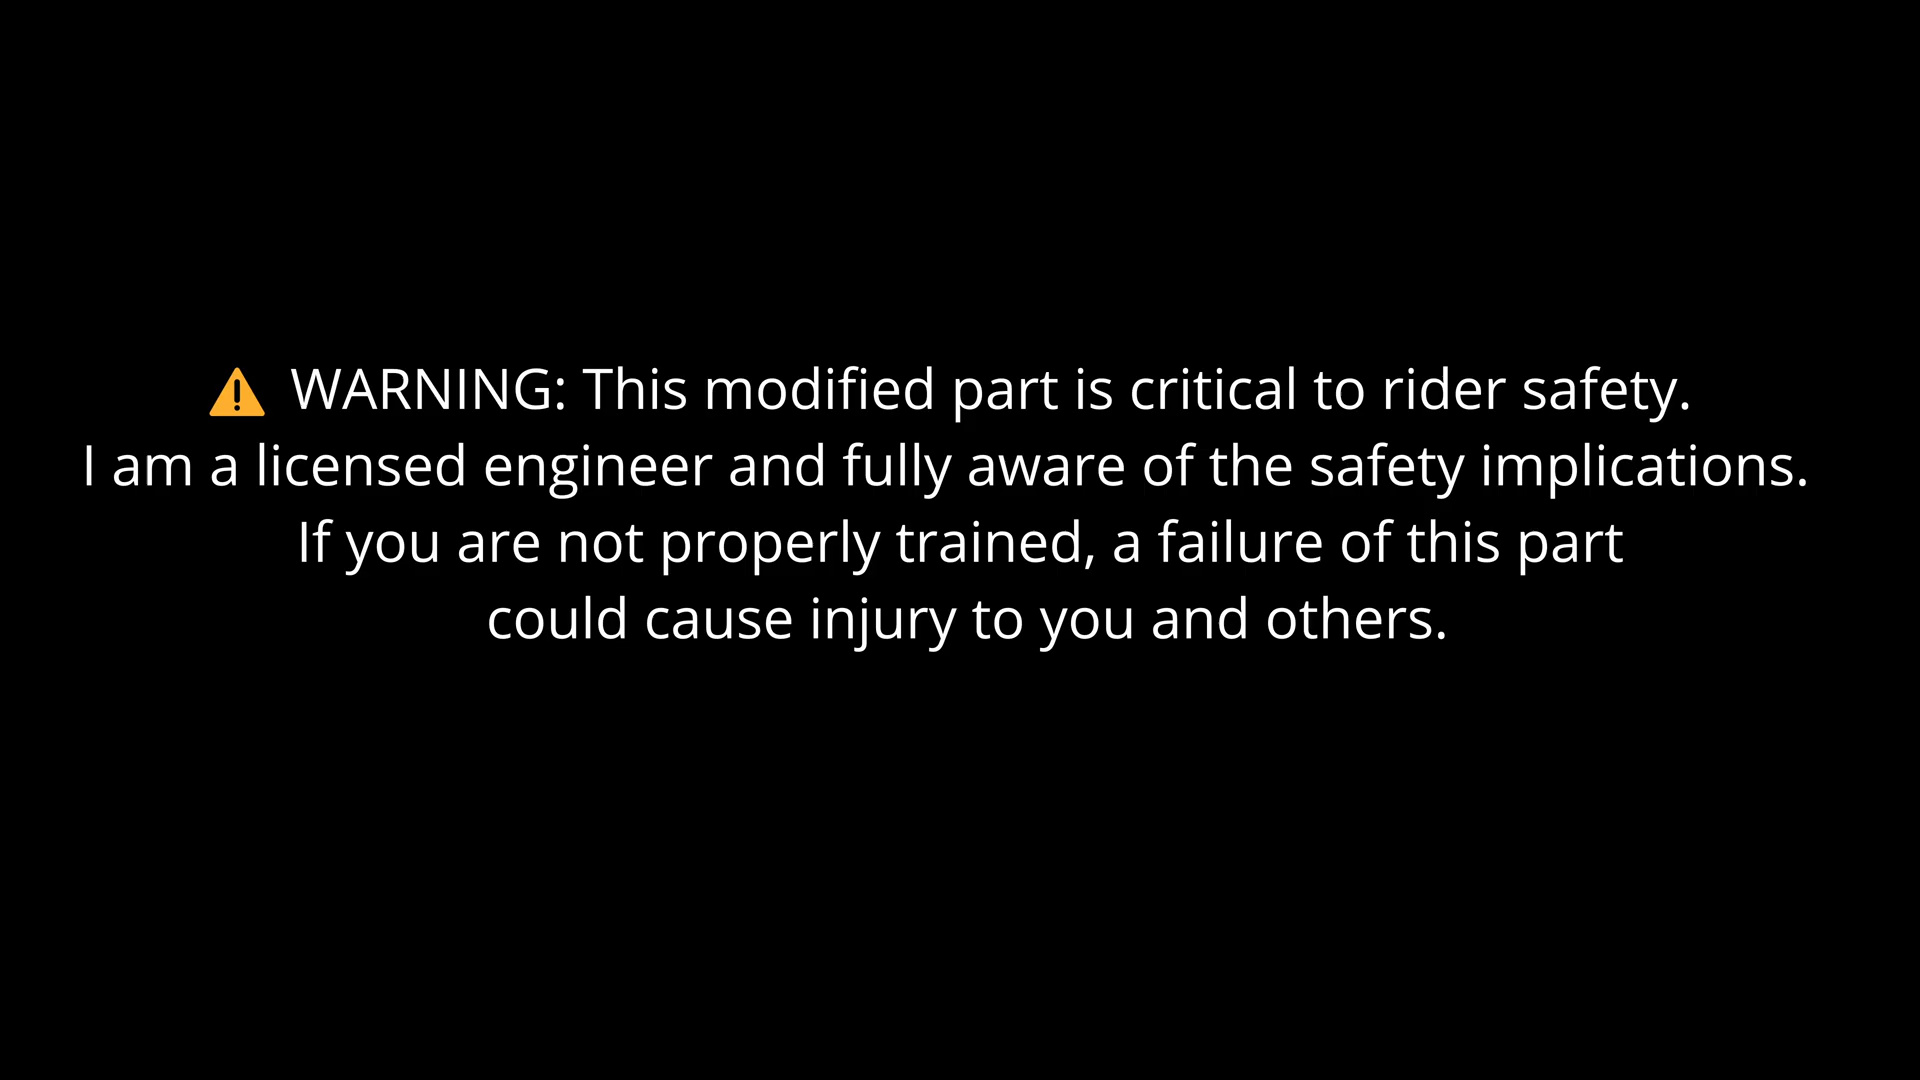 ⚠ WARNING: This modified part is critical to rider safety.
I am a licensed engineer and fully aware of the safety implications.
If you are not properly trained, a failure of this part
could cause injury to you and others.